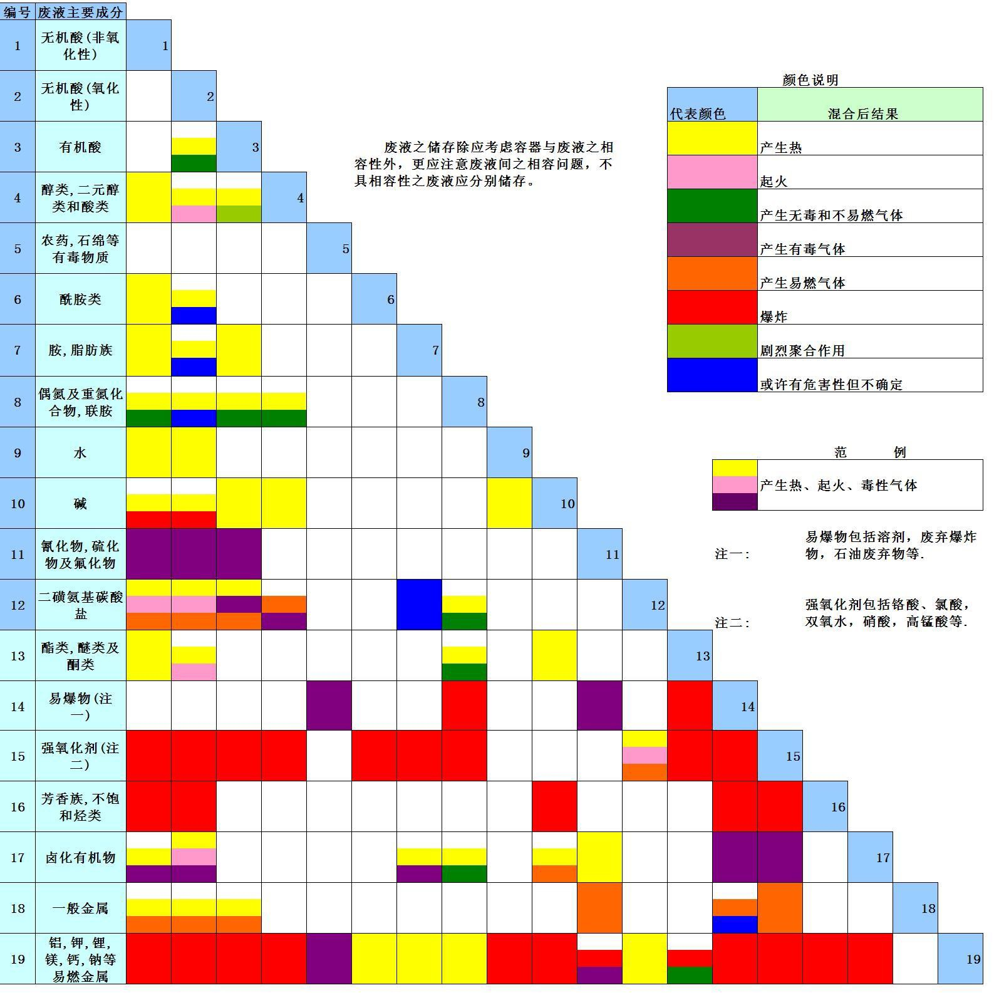 编号 废液主要成分
1 无机酸(非氧
化性) 1
2 无机酸(氧化
性) 2
3 有机酸 3
4 醇类,二元醇
类和酸类 4
5 农药,石绵等
有毒物质 5
6 酰胺类 6
7 胺,脂肪族 7
8 偶氮及重氮化
合物,联胺 8
9 水 9
10 碱 10
11 氰化物,硫化
物及氟化物 11
12 二磺氨基碳酸
盐 12
13 酯类,醚类及
酮类 13
14 易爆物(注
一) 14
15 强氧化剂(注
二) 15
16 芳香族,不饱
和烃类 16
17 卤化有机物 17
18 一般金属 18
19 铝,钾,锂,
镁,钙,钠等
易燃金属 19
废液之储存除应考虑容器与废液之相
容性外，更应注意废液间之相容问题，不
具相容性之废液应分别储存。
颜色说明
代表颜色 混合后结果
产生热
起火
产生无毒和不易燃气体
产生有毒气体
产生易燃气体
爆炸
剧烈聚合作用
或许有危害性但不确定
范 例
产生热、起火、毒性气体
注一: 易爆物包括溶剂，废弃爆炸
物，石油废弃物等.
注二: 强氧化剂包括铬酸、氯酸，
双氧水，硝酸，高锰酸等.